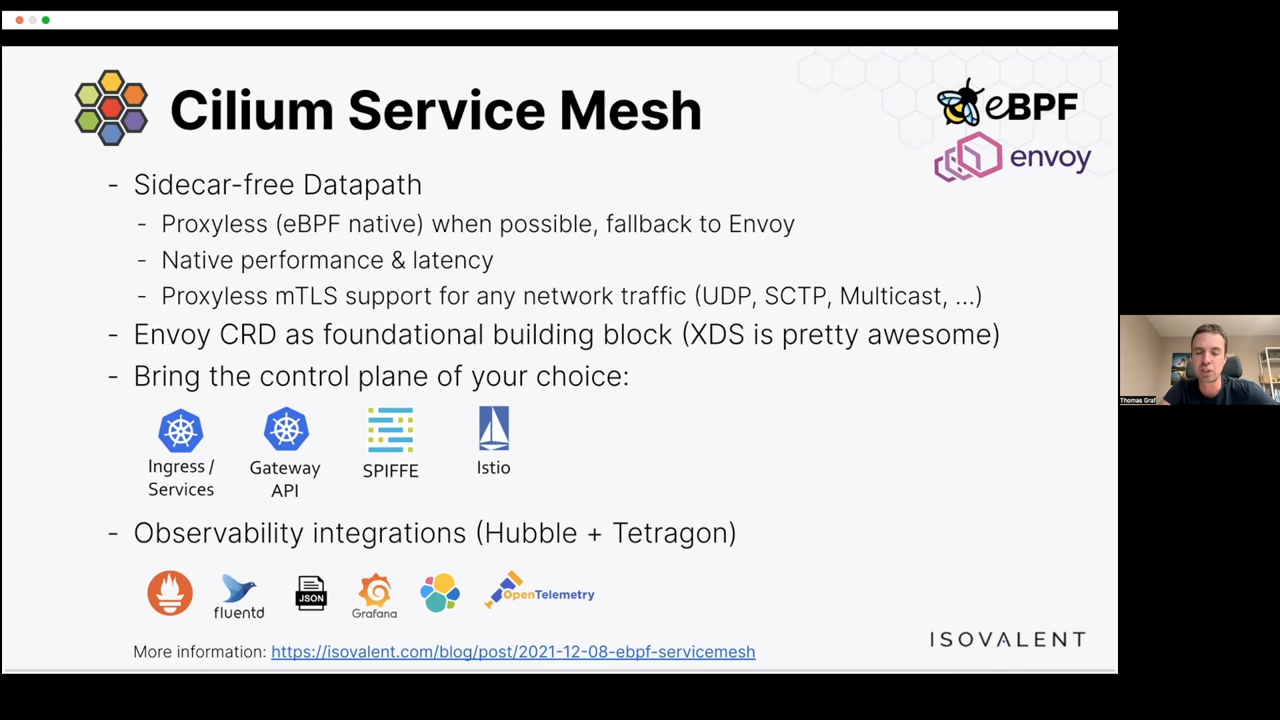 Cilium Service Mesh
eBPF
envoy
- Sidecar-free Datapath
- Proxyless (eBPF native) when possible, fallback to Envoy
- Native performance & latency
- Proxyless mTLS support for any network traffic (UDP, SCTP, Multicast, ...)
- Envoy CRD as foundational building block (XDS is pretty awesome)
- Bring the control plane of your choice:
Ingress /
Services
Gateway
API
SPIFFE
Istio
- Observability integrations (Hubble + Tetragon)
fluentd
JSON
Grafana
OpenTelemetry
More information: https://isovalent.com/blog/post/2021-12-08-ebpf-servicemesh
ISOVALENT
Thomas Graf